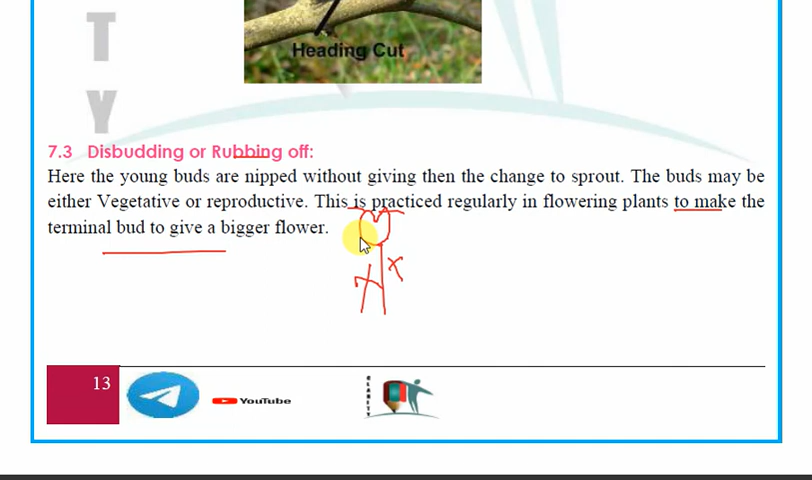 T
Y
Heading Cut
7.3 Disbudding or Rubbing off:
Here the young buds are nipped without giving then the change to sprout. The buds may be
either Vegetative or reproductive. This is practiced regularly in flowering plants to make the
terminal bud to give a bigger flower.
13
YouTube
CLARITY